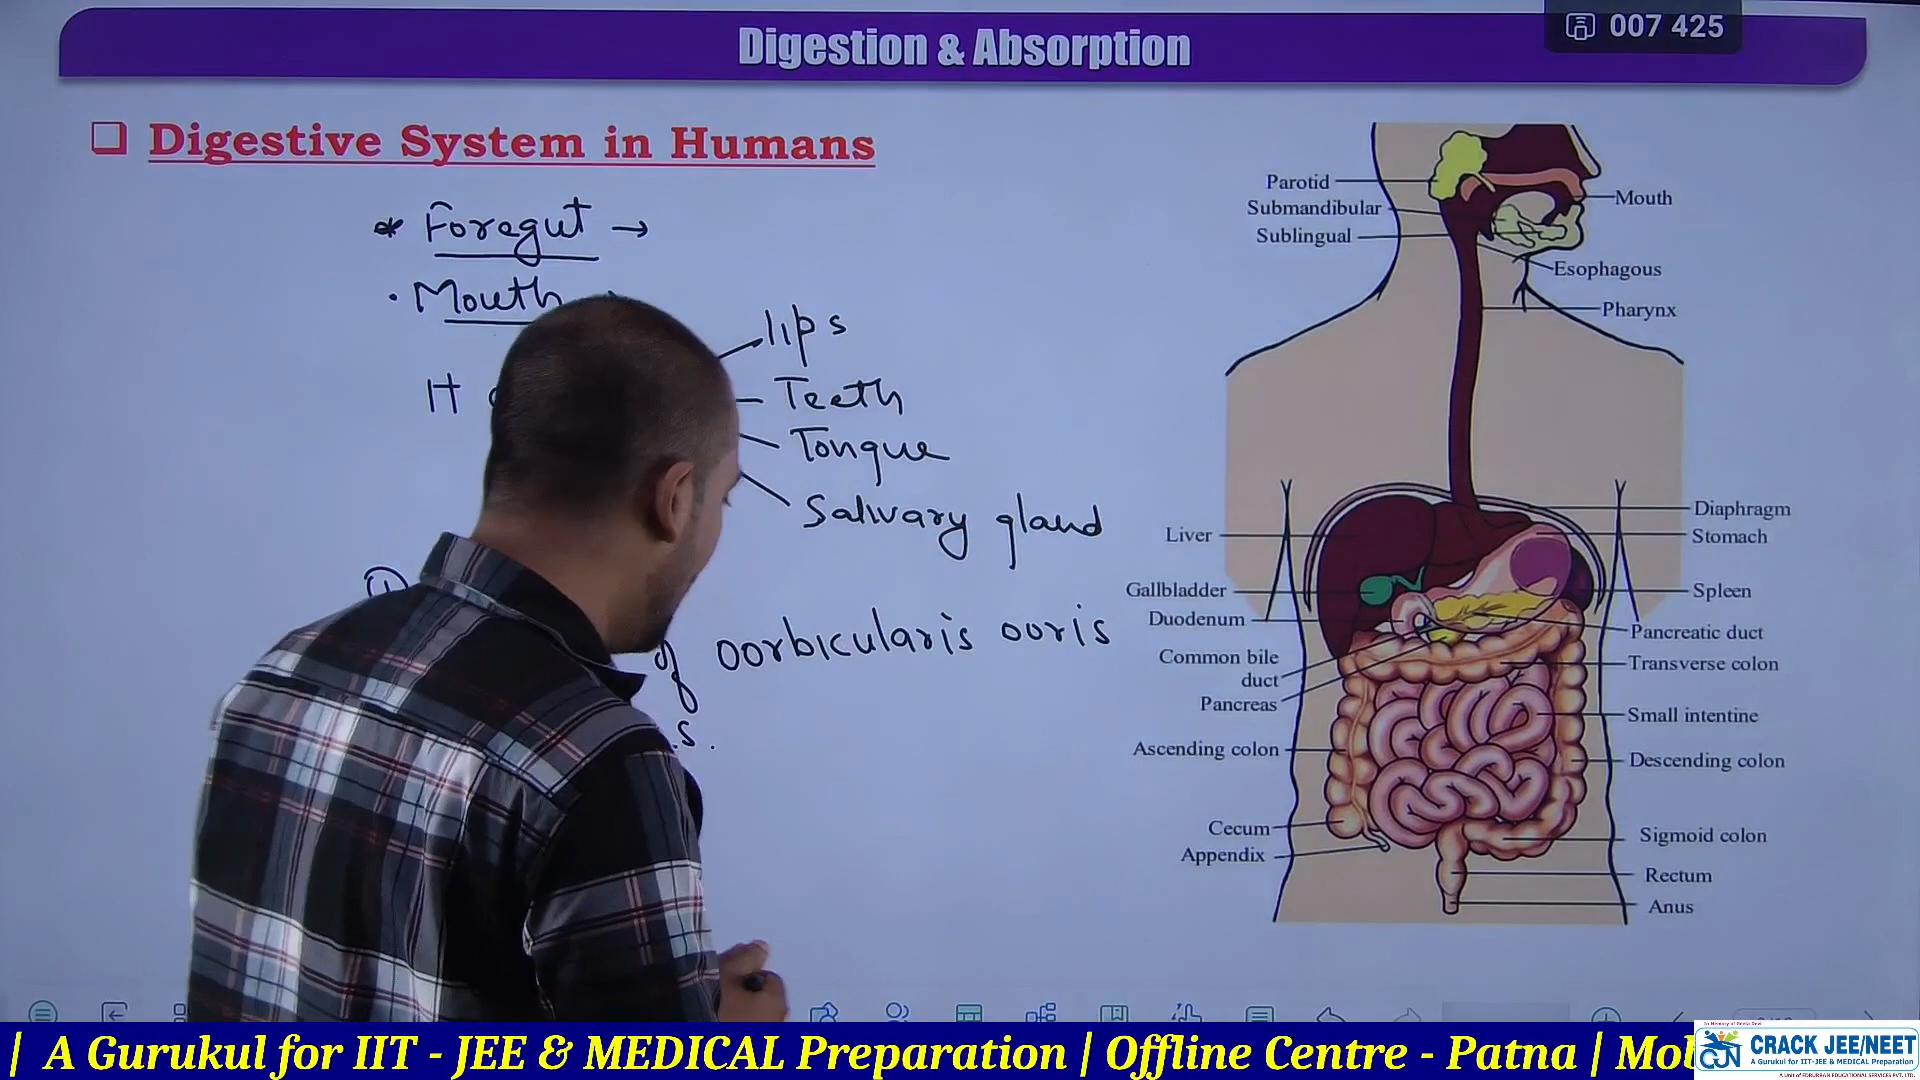 007 425
Digestion & Absorption
Digestive System in Humans
* Foregut →
• Mouth
It
lips
Teeth
Tongue
Salivary gland
①
of oorbicularis ooris
.s.
Parotid
Submandibular
Sublingual
Mouth
Esophagous
Pharynx
Liver
Gallbladder
Duodenum
Common bile
duct
Pancreas
Ascending colon
Cecum
Appendix
Diaphragm
Stomach
Spleen
Pancreatic duct
Transverse colon
Small intentine
Descending colon
Sigmoid colon
Rectum
Anus
| A Gurukul for IIT - JEE & MEDICAL Preparation | Offline Centre - Patna | Mo
CRACK JEE/NEET
A Gurukul for IIT-JEE & MEDICAL Preparation